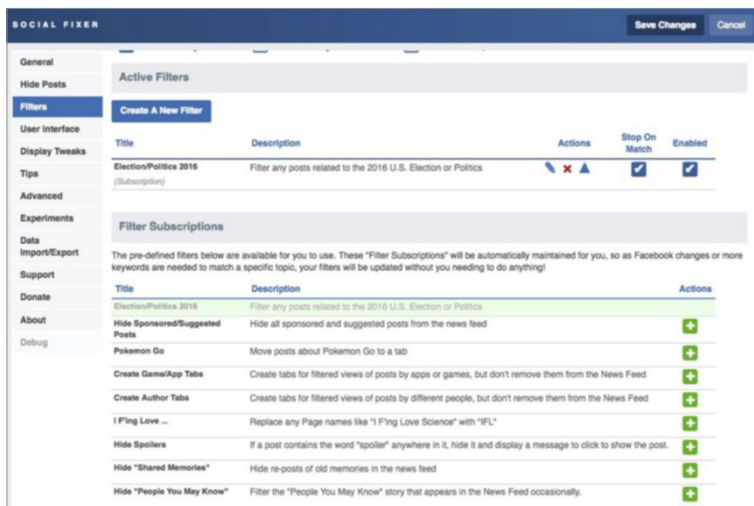 SOCIAL FIXER
Save Changes
Cancel
General
Hide Posts
Filters
User Interface
Display Tweaks
Tips
Advanced
Experiments
Data
Import/Export
Support
Donate
About
Debug
Active Filters
Create A New Filter
Title Description Actions Stop On Match Enabled
Election/Politics 2016 Filter any posts related to the 2016 U.S. Election or Politics
(Subscription)
Filter Subscriptions
The pre-defined filters below are available for you to use. These "Filter Subscriptions" will be automatically maintained for you, so as Facebook changes or more
keywords are needed to match a specific topic, your filters will be updated without you needing to do anything!
Title Description Actions
Election/Politics 2016 Filter any posts related to the 2016 U.S. Election or Politics
Hide Sponsored/Suggested Hide all sponsored and suggested posts from the news feed
Posts
Pokemon Go Move posts about Pokemon Go to a tab
Create Game/App Tabs Create tabs for filtered views of posts by apps or games, but don't remove them from the News Feed
Create Author Tabs Create tabs for filtered views of posts by different people, but don't remove them from the News Feed
I F'ing Love ... Replace any Page names like "I F'ing Love Science" with "IFL"
Hide Spoilers If a post contains the word "spoiler" anywhere in it, hide it and display a message to click to show the post.
Hide "Shared Memories" Hide re-posts of old memories in the news feed
Hide "People You May Know" Filter the "People You May Know" story that appears in the News Feed occasionally.